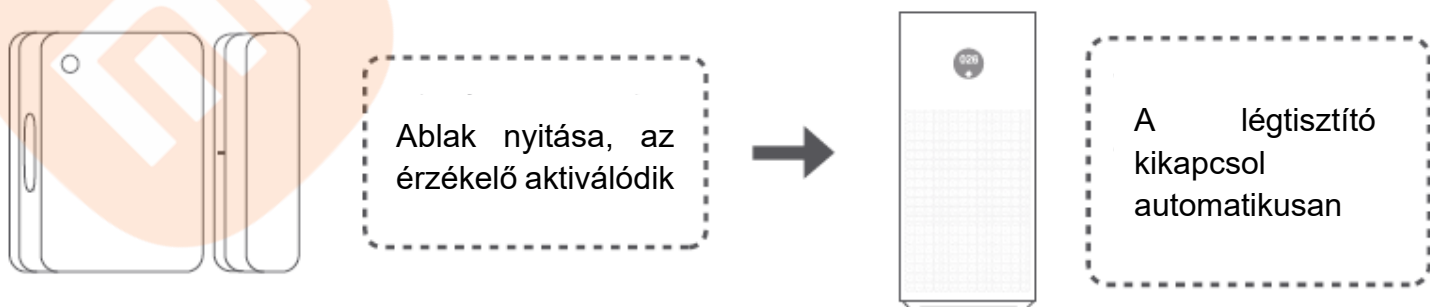 026
Ablak nyitása, az
érzékelő aktiválódik
A légtisztító
kikapcsol
automatikusan